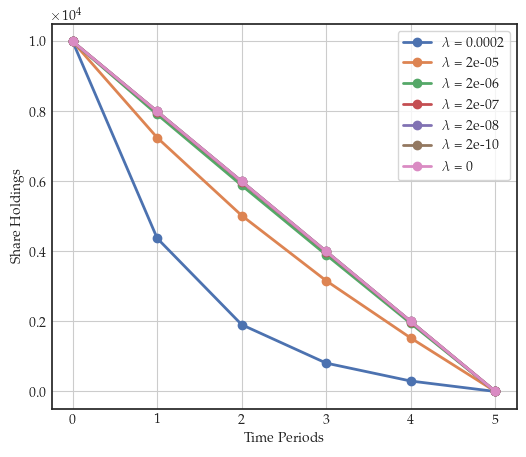 ×10⁴
1.0
0.8
0.6
0.4
0.2
0.0
Share Holdings
0 1 2 3 4 5
Time Periods
λ = 0.0002
λ = 2e-05
λ = 2e-06
λ = 2e-07
λ = 2e-08
λ = 2e-10
λ = 0